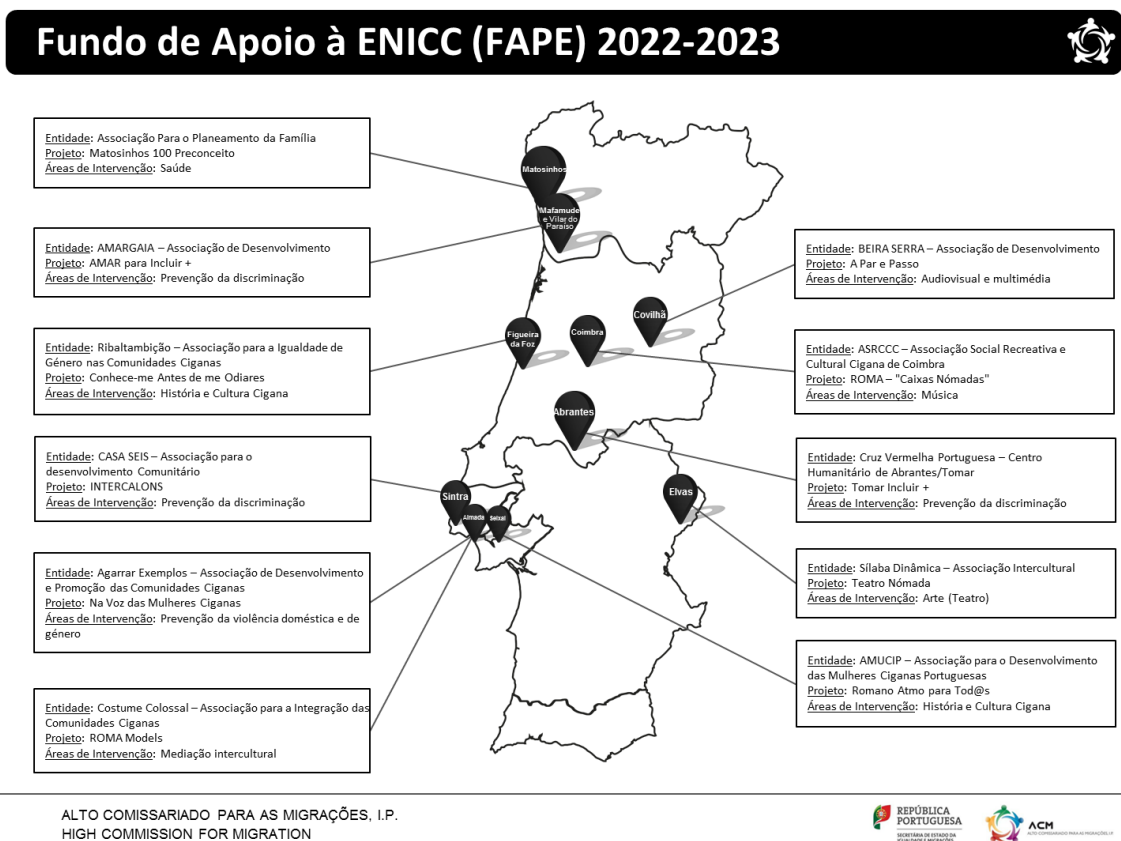 Fundo de Apoio à ENICC (FAPE) 2022-2023
Entidade: Associação Para o Planeamento da Família
Projeto: Matosinhos 100 Preconceito
Áreas de Intervenção: Saúde
Entidade: AMARGAIA – Associação de Desenvolvimento
Projeto: AMAR para Incluir +
Áreas de Intervenção: Prevenção da discriminação
Entidade: Ribaltambição – Associação para a Igualdade de
Género nas Comunidades Ciganas
Projeto: Conhece-me Antes de me Odiares
Áreas de Intervenção: História e Cultura Cigana
Entidade: CASA SEIS – Associação para o
desenvolvimento Comunitário
Projeto: INTERCALONS
Áreas de Intervenção: Prevenção da discriminação
Entidade: Agarrar Exemplos – Associação de Desenvolvimento
e Promoção das Comunidades Ciganas
Projeto: Na Voz das Mulheres Ciganas
Áreas de Intervenção: Prevenção da violência doméstica e de
género
Entidade: Costume Colossal – Associação para a Integração das
Comunidades Ciganas
Projeto: ROMA Models
Áreas de Intervenção: Mediação intercultural
Matosinhos
Mafamude
e Vilar do
Paraíso
Covilhã
Figueira
da Foz
Coimbra
Abrantes
Sintra
Almada
Seixal
Elvas
Entidade: BEIRA SERRA – Associação de Desenvolvimento
Projeto: A Par e Passo
Áreas de Intervenção: Audiovisual e multimédia
Entidade: ASRCCC – Associação Social Recreativa e
Cultural Cigana de Coimbra
Projeto: ROMA – "Caixas Nómadas"
Áreas de Intervenção: Música
Entidade: Cruz Vermelha Portuguesa – Centro
Humanitário de Abrantes/Tomar
Projeto: Tomar Incluir +
Áreas de Intervenção: Prevenção da discriminação
Entidade: Sílaba Dinâmica – Associação Intercultural
Projeto: Teatro Nómada
Áreas de Intervenção: Arte (Teatro)
Entidade: AMUCIP – Associação para o Desenvolvimento
das Mulheres Ciganas Portuguesas
Projeto: Romano Atmo para Tod@s
Áreas de Intervenção: História e Cultura Cigana
ALTO COMISSARIADO PARA AS MIGRAÇÕES, I.P.
HIGH COMMISSION FOR MIGRATION
REPÚBLICA
PORTUGUESA
SECRETÁRIA DE ESTADO DA
IGUALDADE E MIGRAÇÕES
ACM
ALTO COMISSARIADO PARA AS MIGRAÇÕES, I.P.